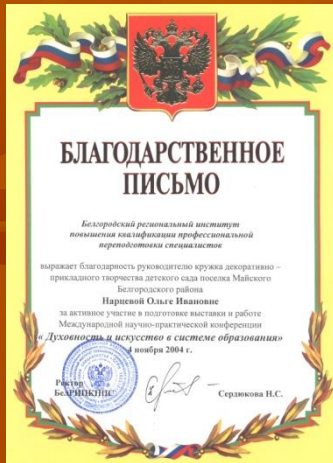 БЛАГОДАРСТВЕННОЕ
ПИСЬМО
Белгородский региональный институт
повышения квалификации профессиональной
переподготовки специалистов
выражает благодарность руководителю кружка декоративно –
прикладного творчества детского сада поселка Майского
Белгородского района
Нарцевой Ольге Ивановне
за активное участие в подготовке выставки и работе
Международной научно-практической конференции
« Духовность и искусство в системе образования»
4 ноября 2004 г.
Ректор
БелРИПКППС
Сердюкова Н.С.